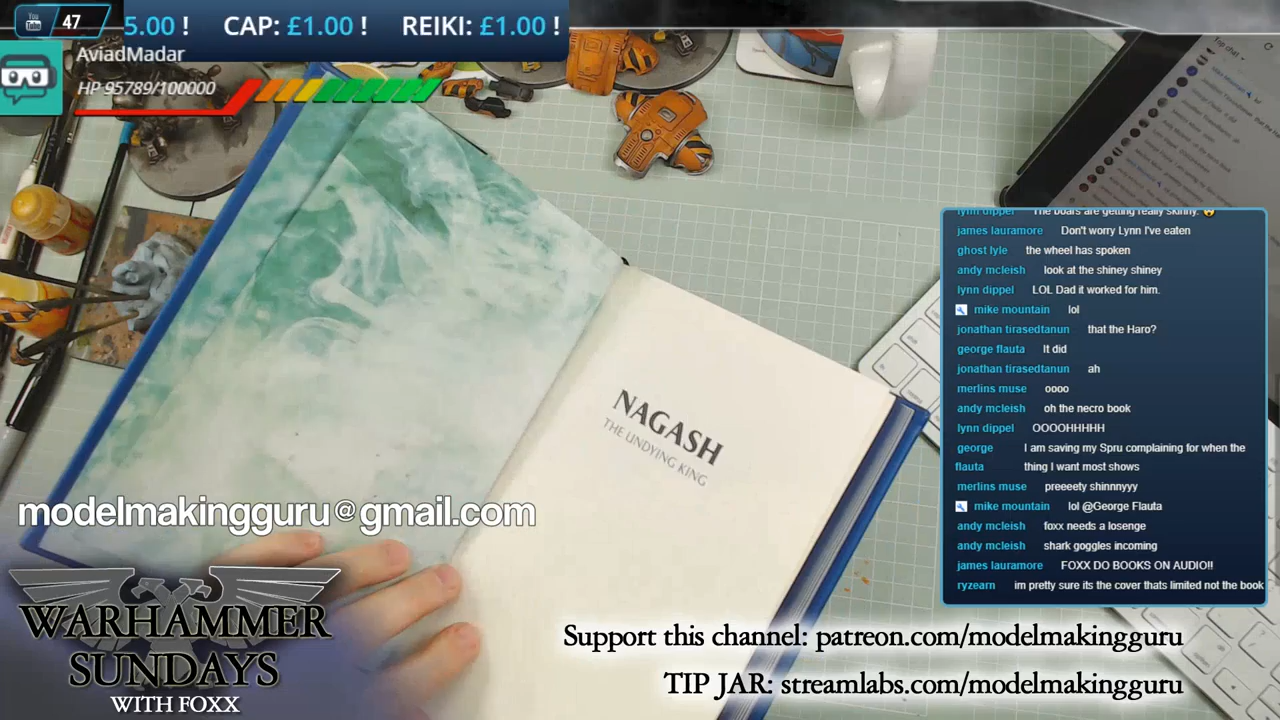 You
Tube
47
5.00 ! CAP: £1.00 ! REIKI: £1.00 !
AviadMadar
HP 95789/100000
Top chat
lynn dippel The boars are getting really skinny.
james lauramore Don't worry Lynn I've eaten
ghost lyle the wheel has spoken
andy mcleish look at the shiney shiney
lynn dippel LOL Dad it worked for him.
mike mountain lol
jonathan tirasedtanun that the Haro?
george flauta It did
jonathan tirasedtanun ah
merlins muse oooo
andy mcleish oh the necro book
lynn dippel OOOOHHHHH
george I am saving my Spru complaining for when the
flauta thing I want most shows
merlins muse preeeety shinnnyyy
mike mountain lol @George Flauta
andy mcleish foxx needs a losenge
andy mcleish shark goggles incoming
james lauramore FOXX DO BOOKS ON AUDIO!!
ryzearn im pretty sure its the cover thats limited not the book
NAGASH
THE UNDYING KING
modelmakingguru@gmail.com
WARHAMMER
SUNDAYS
WITH FOXX
Support this channel: patreon.com/modelmakingguru
TIP JAR: streamlabs.com/modelmakingguru